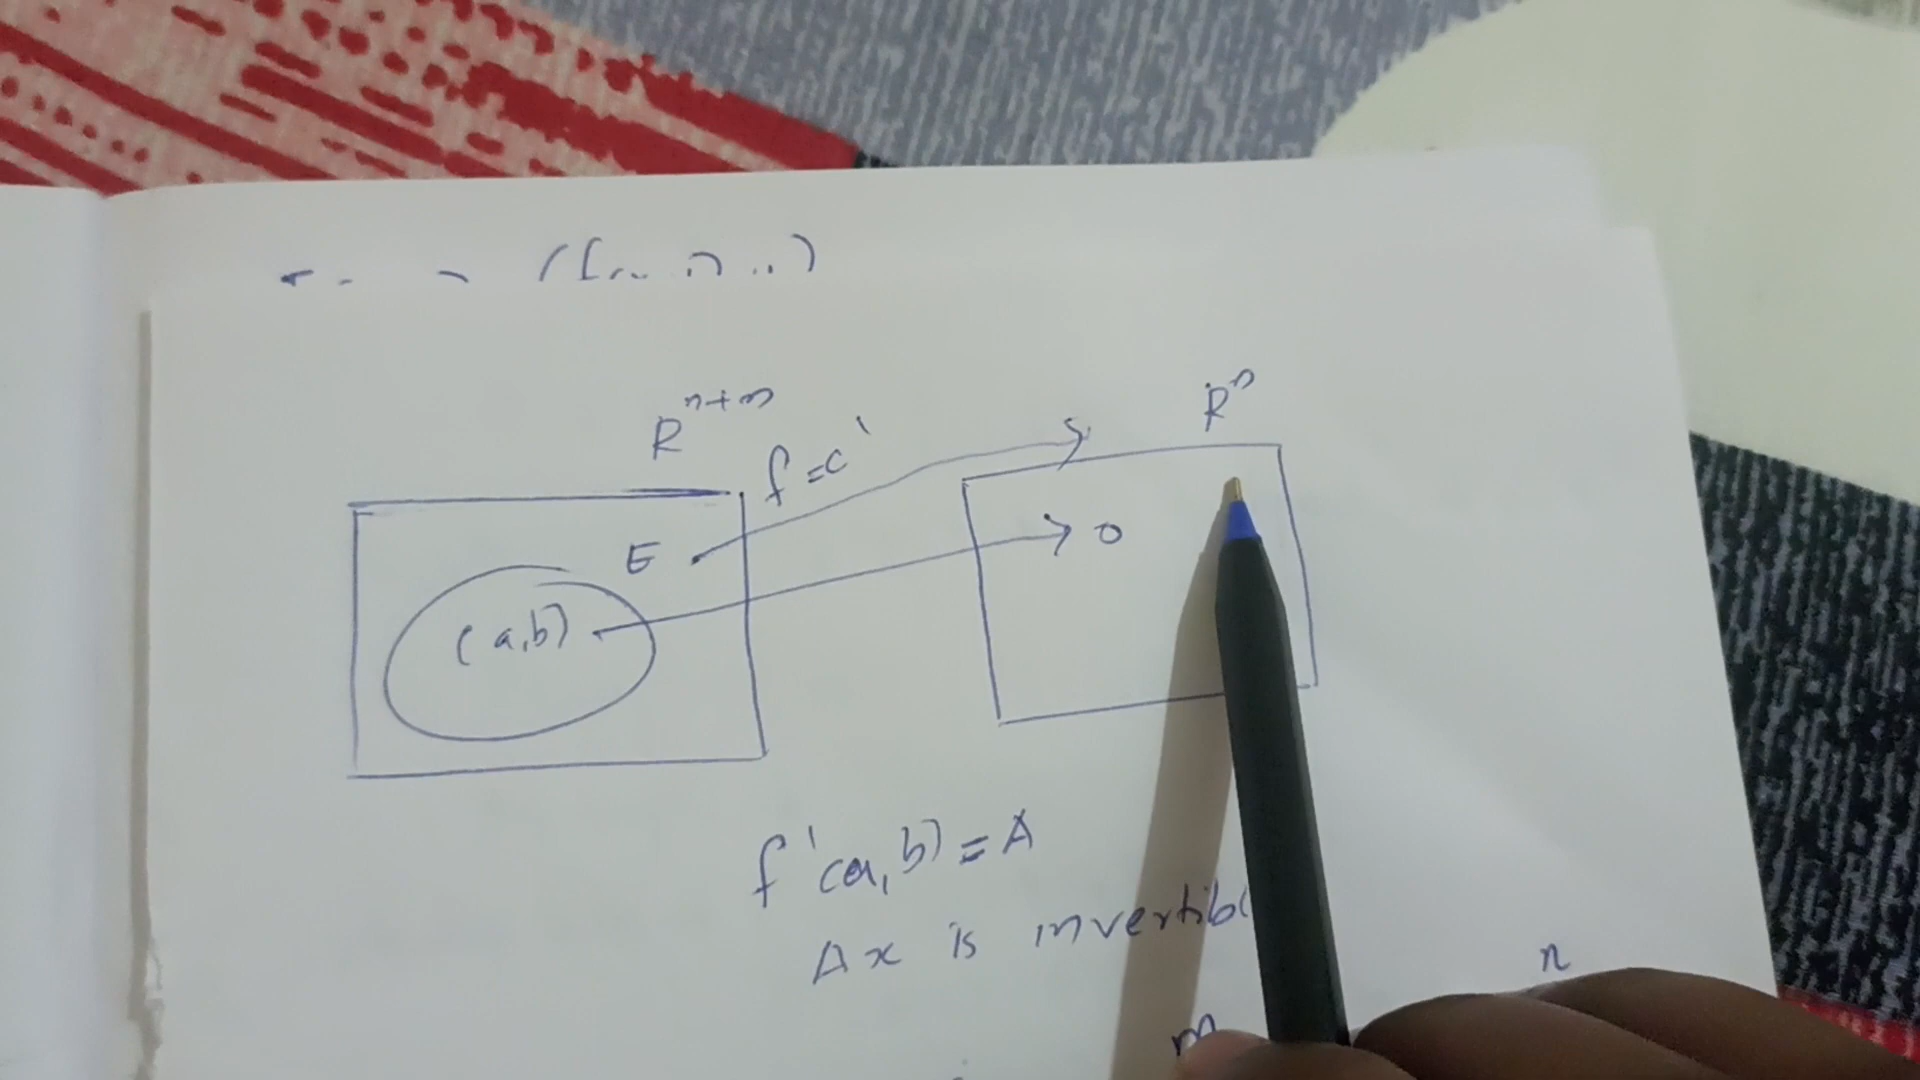 R^n+m
R^n
f=c'
E
(a,b)
0
f'(a,b)=A
Ax is invertibl
n
m